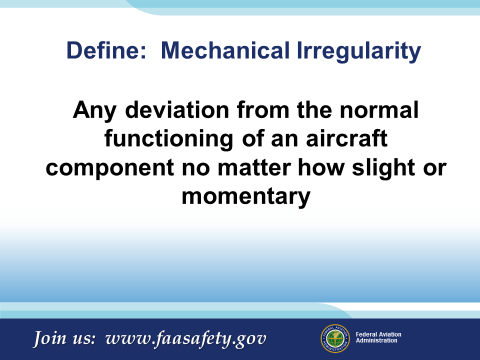 Define:  Mechanical Irregularity
Any deviation from the normal
functioning of an aircraft
component no matter how slight or
momentary
Join us:  www.faasafety.gov
Federal Aviation
Administration